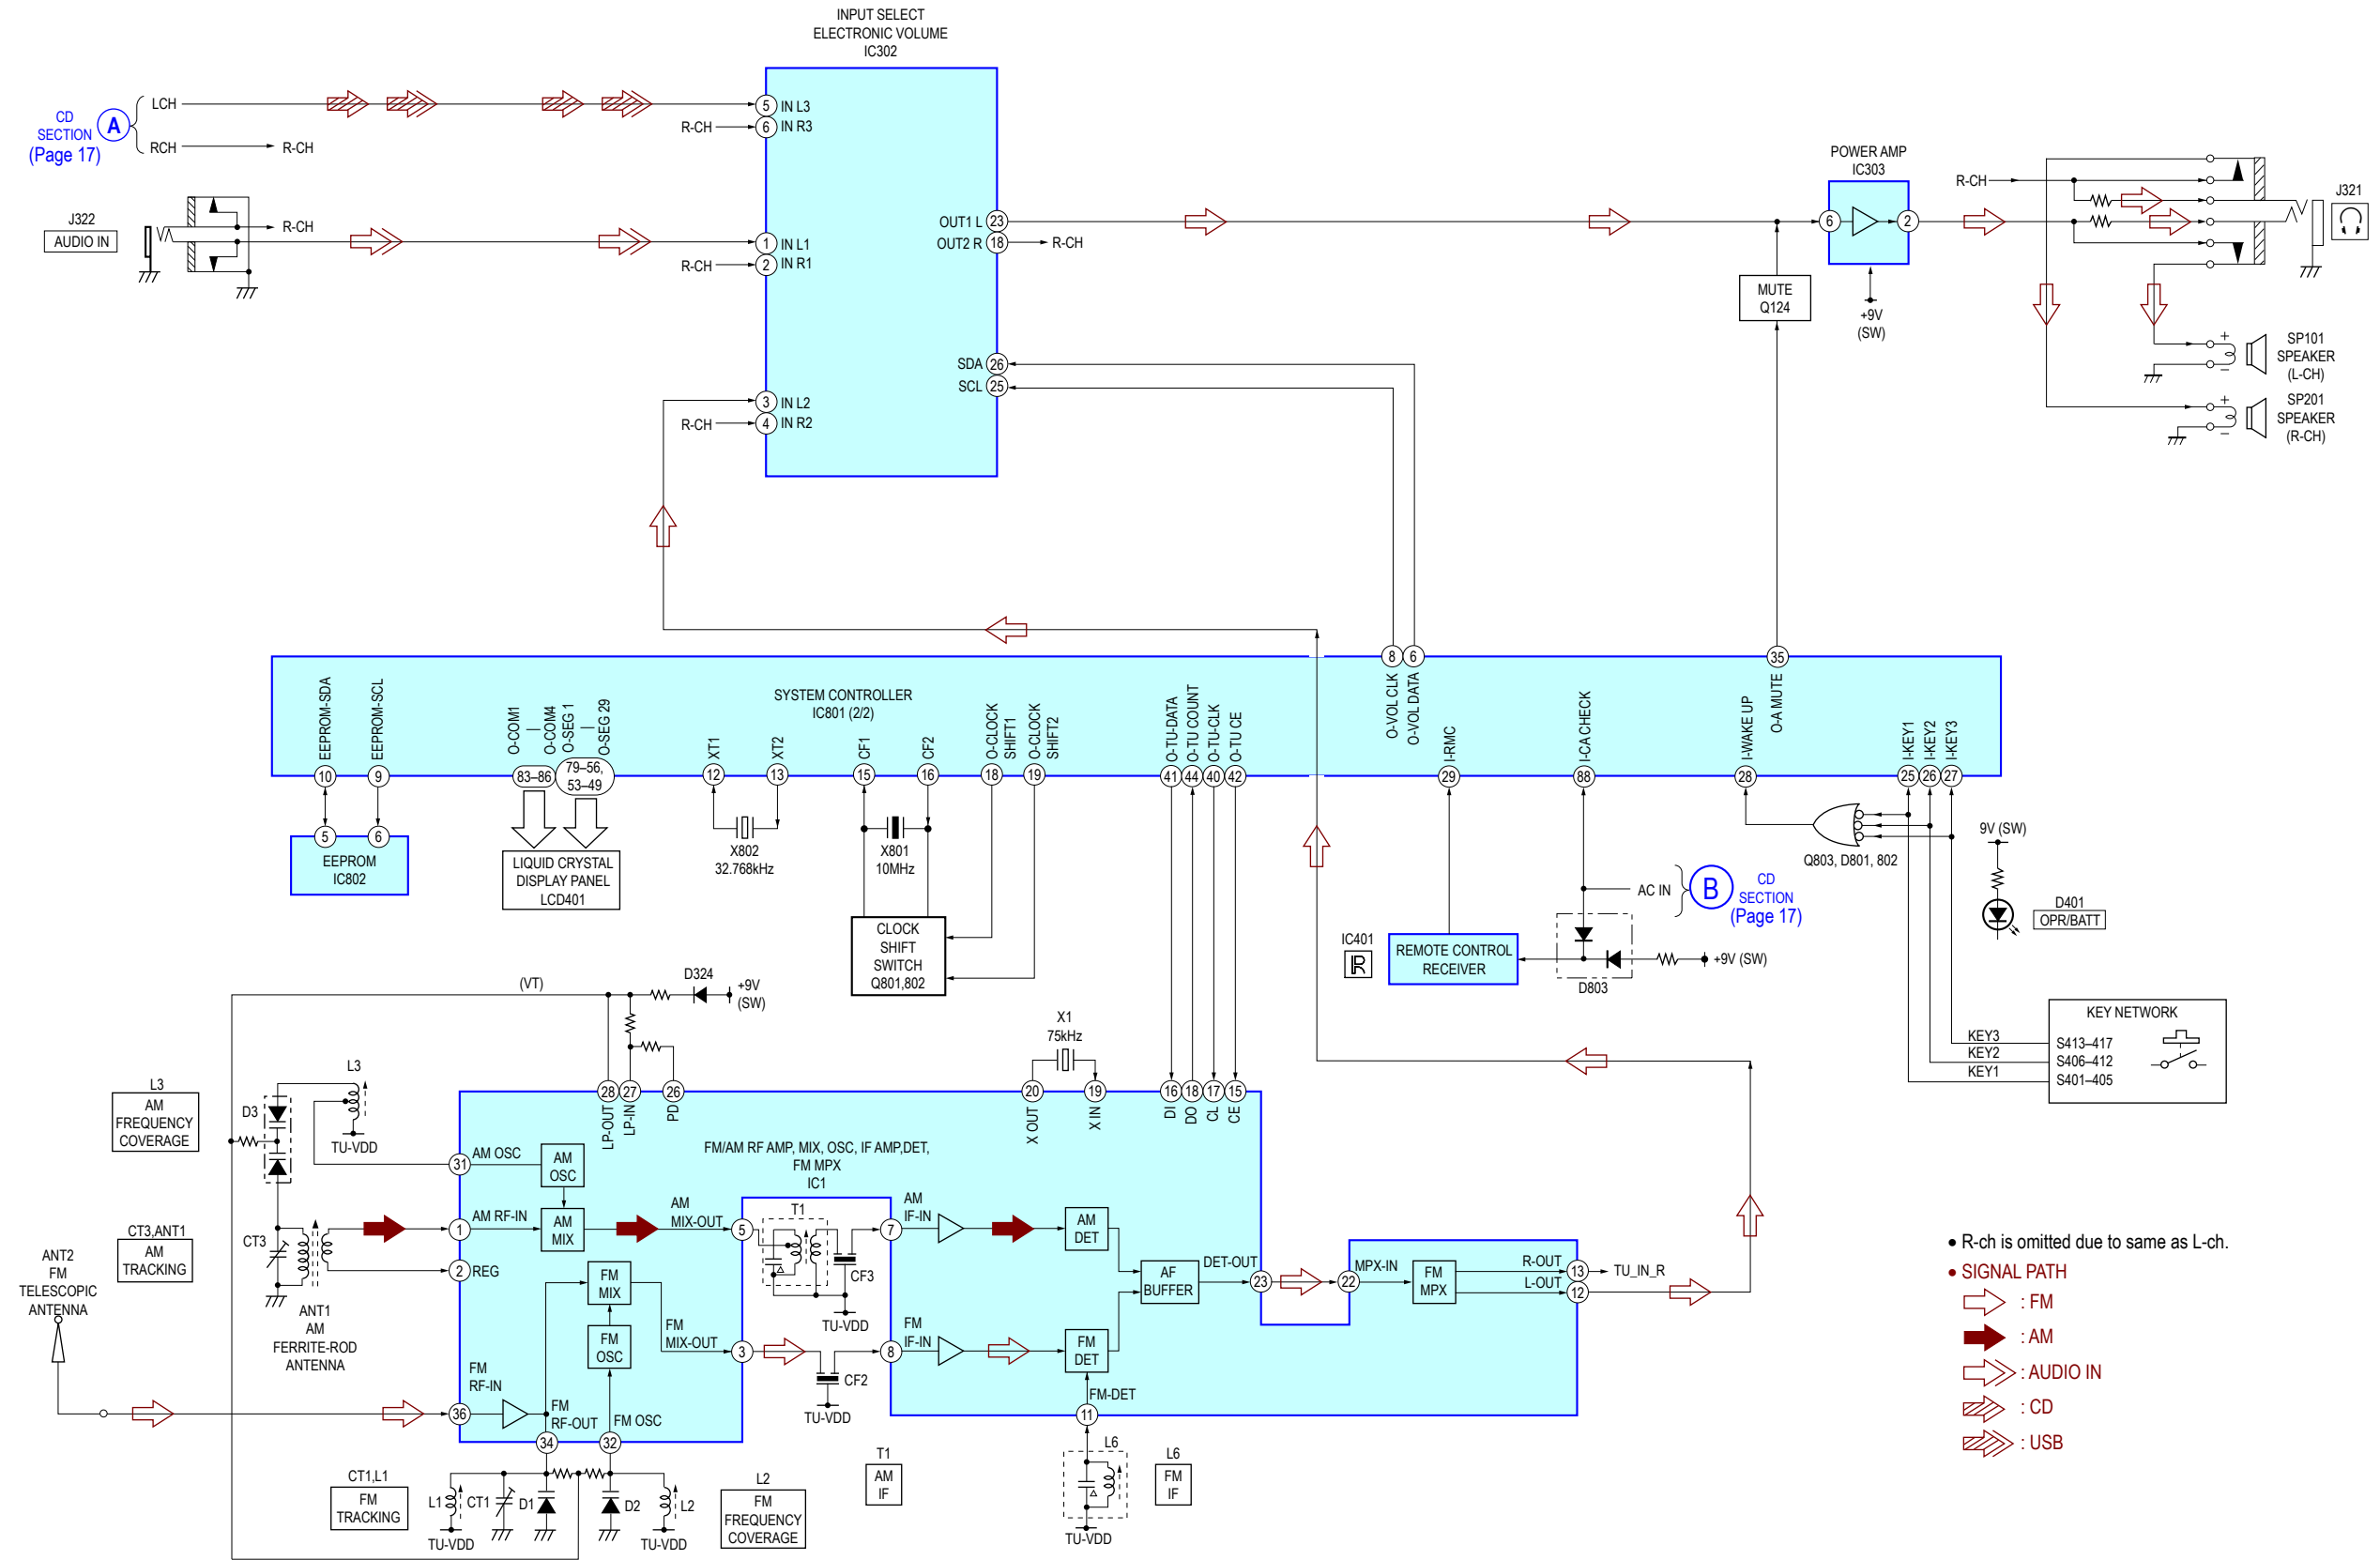 INPUT SELECT
ELECTRONIC VOLUME
IC302
CD
SECTION
(Page 17)
A
LCH
RCH
R-CH
5 IN L3
R-CH 6 IN R3
J322
AUDIO IN
R-CH
1 IN L1
R-CH 2 IN R1
3 IN L2
R-CH 4 IN R2
OUT1 L 23
OUT2 R 18 R-CH
SDA 26
SCL 25
POWER AMP
IC303
6 2
+9V
(SW)
MUTE
Q124
R-CH
J321
+
−
SP101
SPEAKER
(L-CH)
+
−
SP201
SPEAKER
(R-CH)
SYSTEM CONTROLLER
IC801 (2/2)
EEPROM-SDA
EEPROM-SCL
O-COM1
—
O-COM4
O-SEG 1
—
O-SEG 29
XT1
XT2
CF1
CF2
O-CLOCK
SHIFT1
O-CLOCK
SHIFT2
O-TU-DATA
O-TU COUNT
O-TU-CLK
O-TU CE
O-VOL CLK
O-VOL DATA
I-RMC
I-CA CHECK
I-WAKE UP
O-A MUTE
I-KEY1
I-KEY2
I-KEY3
8 6 35
10 9 83–86 79–56,
53–49
12 13 15 16 18 19 41 44 40 42 29 88 28 25 26 27
5 6
EEPROM
IC802
LIQUID CRYSTAL
DISPLAY PANEL
LCD401
X802
32.768kHz
X801
10MHz
CLOCK
SHIFT
SWITCH
Q801,802
Q803, D801, 802
9V (SW)
D401
OPR/BATT
AC IN
B
CD
SECTION
(Page 17)
IC401
R
REMOTE CONTROL
RECEIVER
D803
+9V (SW)
KEY NETWORK
KEY3 S413–417
KEY2 S406–412
KEY1 S401–405
(VT)
D324
+9V
(SW)
X1
75kHz
L3
AM
FREQUENCY
COVERAGE
D3
L3
TU-VDD
28 27 26 20 19 16 18 17 15
LP-OUT
LP-IN
PD
X OUT
X IN
DI
DO
CL
CE
FM/AM RF AMP, MIX, OSC, IF AMP,DET,
FM MPX
IC1
31 AM OSC
AM
OSC
1 AM RF-IN
AM
MIX
AM
MIX-OUT 5
2 REG
CT3,ANT1
AM
TRACKING
CT3
ANT1
AM
FERRITE-ROD
ANTENNA
ANT2
FM
TELESCOPIC
ANTENNA
T1
CF3
TU-VDD
7 AM
IF-IN
AM
DET
FM
MIX
FM
OSC
FM
MIX-OUT 3
CF2
TU-VDD
8 FM
IF-IN
FM
DET
AF
BUFFER
DET-OUT
23
22
MPX-IN
FM
MPX
R-OUT 13 TU_IN_R
L-OUT 12
FM
RF-IN
36
FM
RF-OUT
34
FM OSC
32
FM-DET
11
CT1,L1
FM
TRACKING
L1
TU-VDD
CT1
D1
D2
L2
TU-VDD
L2
FM
FREQUENCY
COVERAGE
T1
AM
IF
L6
TU-VDD
L6
FM
IF
• R-ch is omitted due to same as L-ch.
• SIGNAL PATH
: FM
: AM
: AUDIO IN
: CD
: USB